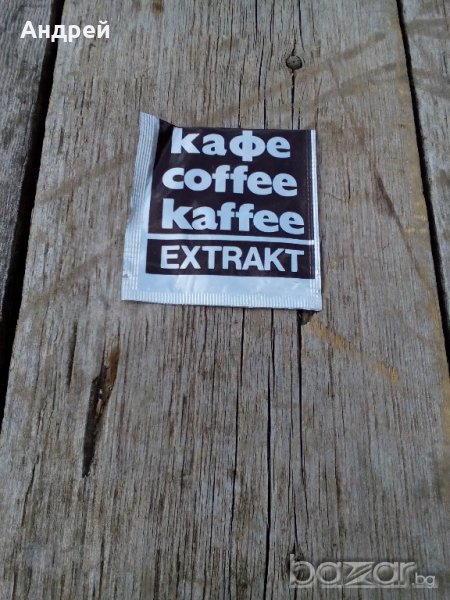 Андрей
кафе
coffee
kaffee
EXTRAKT
bazar.bg